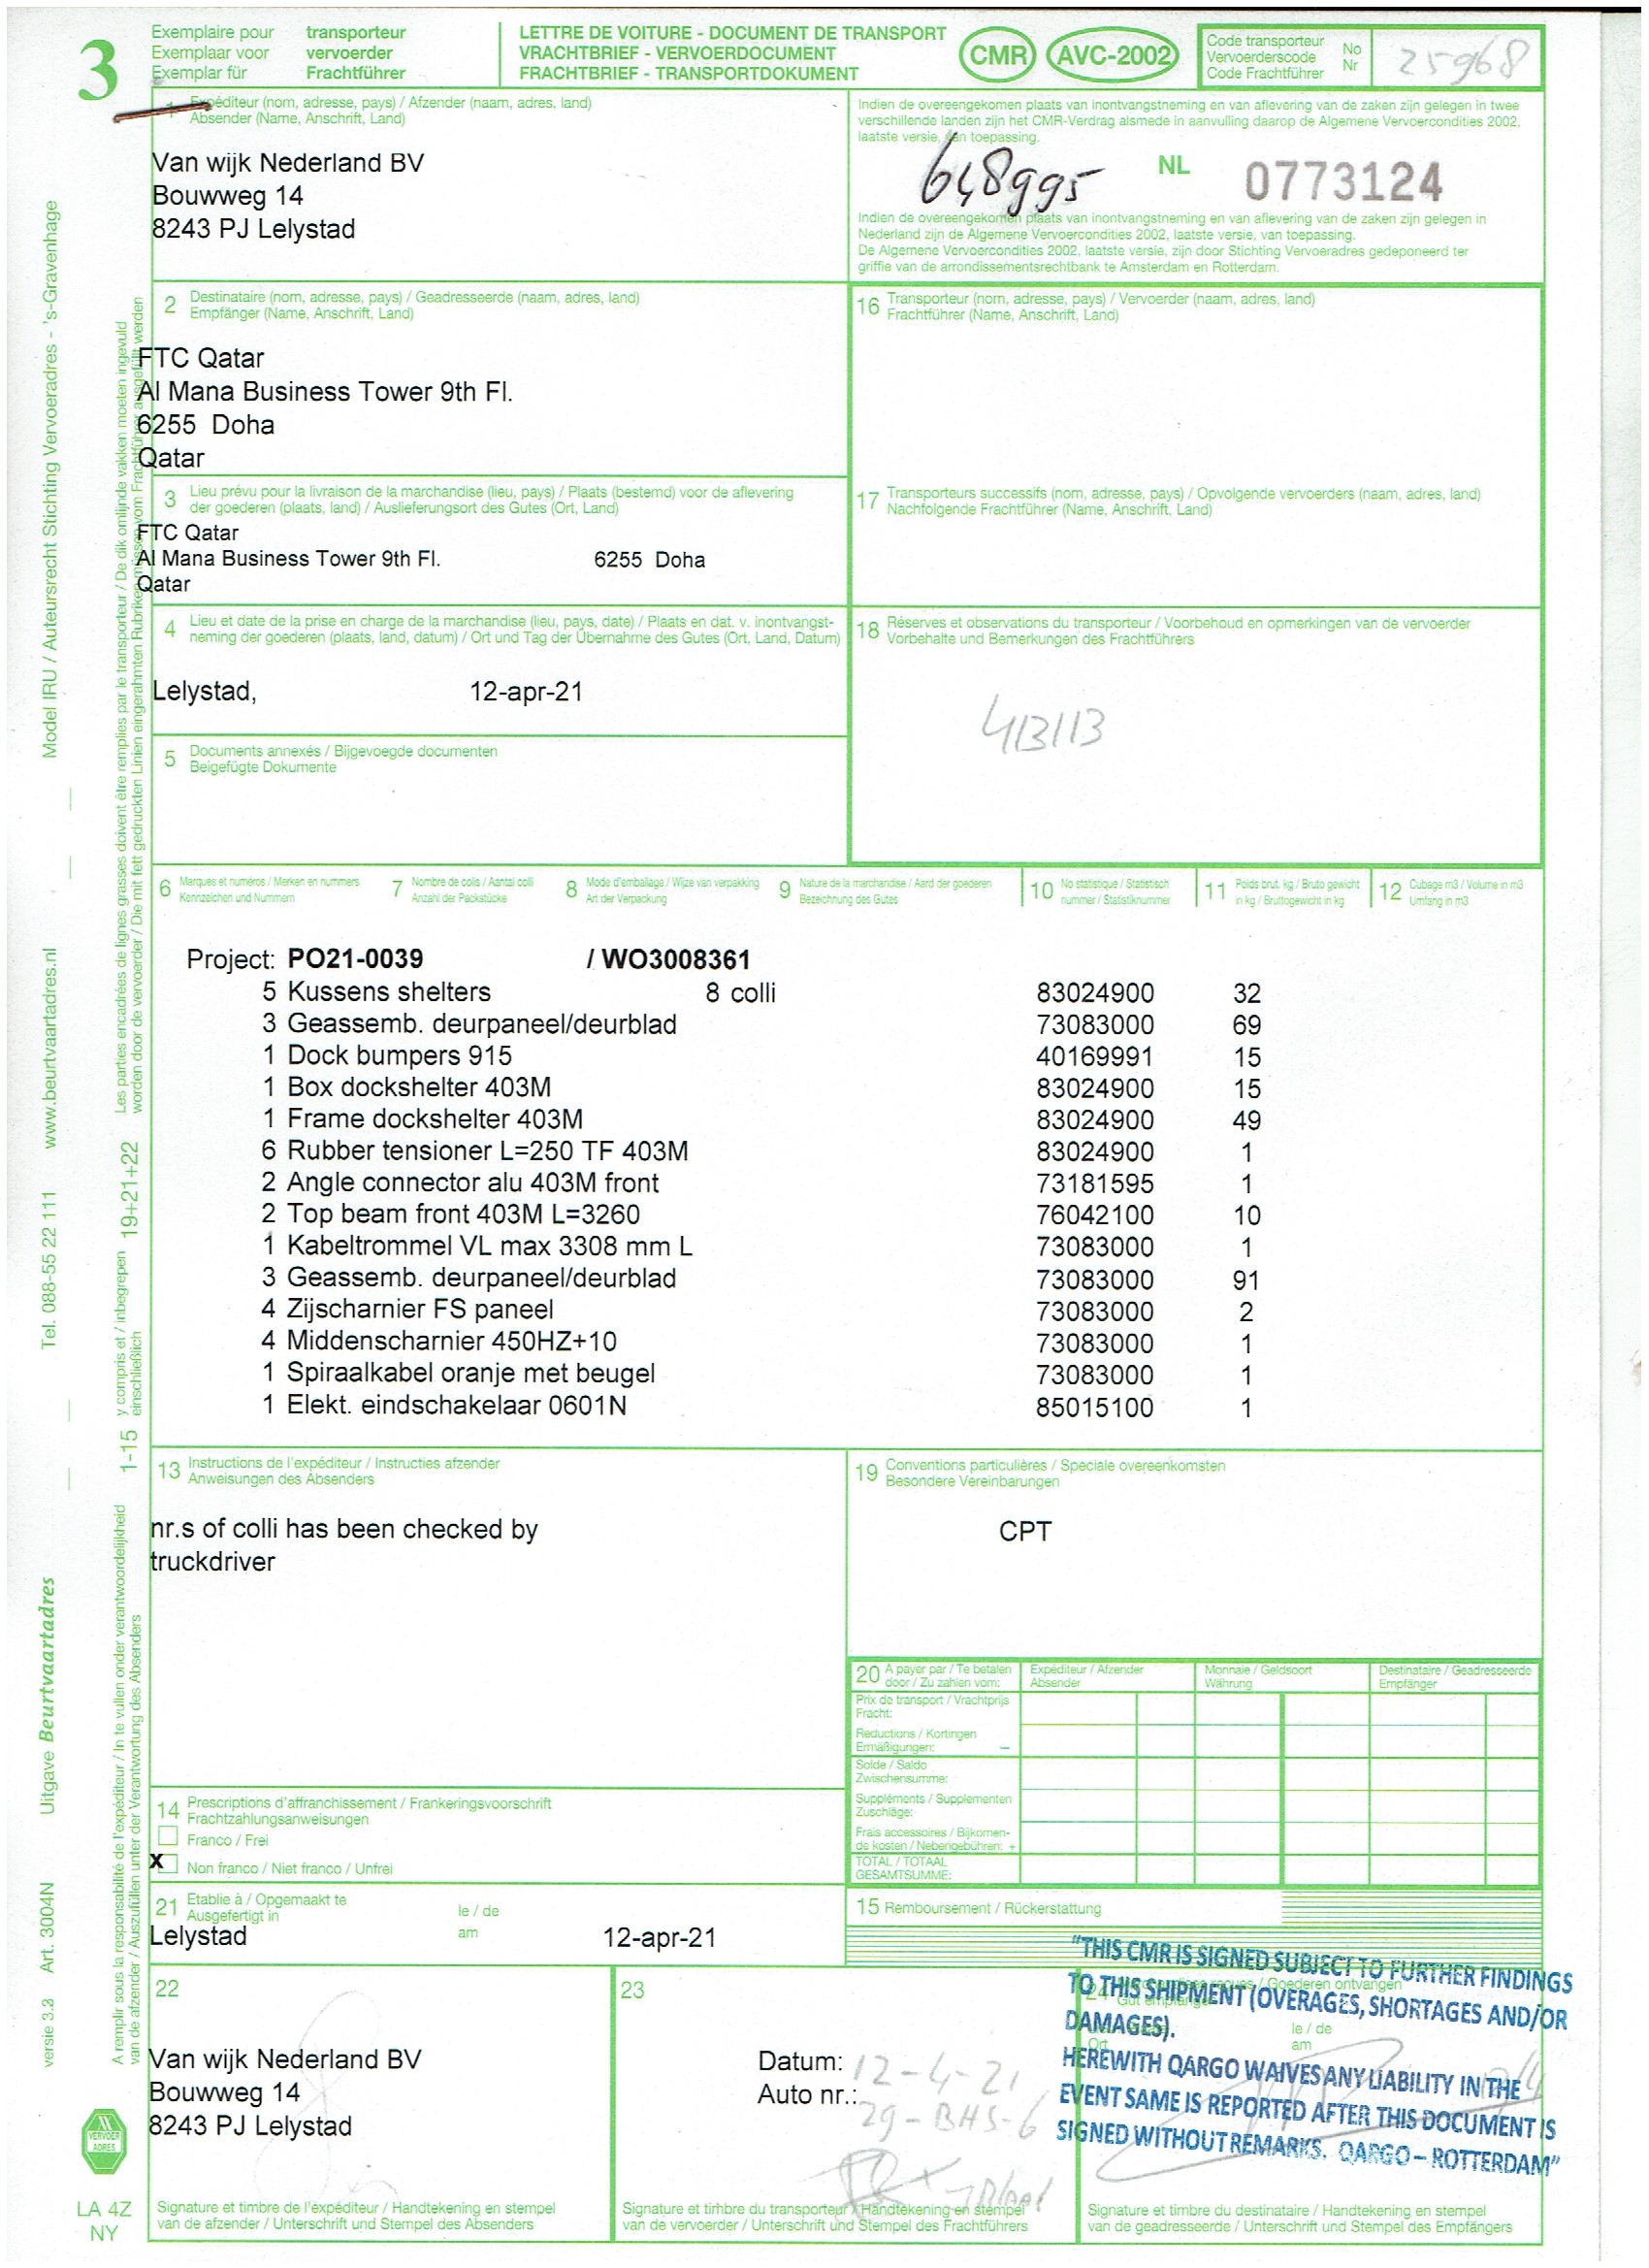 3
Exemplaire pour transporteur
Exemplaar voor vervoerder
Exemplar für Frachtführer
LETTRE DE VOITURE - DOCUMENT DE TRANSPORT
VRACHTBRIEF - VERVOERDOCUMENT
FRACHTBRIEF - TRANSPORTDOKUMENT
CMR AVC-2002
Code transporteur No
Vervoerderscode Nr
Code Frachtführer
25968
1 Expéditeur (nom, adresse, pays) / Afzender (naam, adres, land)
Absender (Name, Anschrift, Land)
Van wijk Nederland BV
Bouwweg 14
8243 PJ Lelystad
Indien de overeengekomen plaats van inontvangstneming en van aflevering van de zaken zijn gelegen in twee
verschillende landen zijn het CMR-Verdrag alsmede in aanvulling daarop de Algemene Vervoercondities 2002,
laatste versie, van toepassing.
648995
NL 0773124
Indien de overeengekomen plaats van inontvangstneming en van aflevering van de zaken zijn gelegen in
Nederland zijn de Algemene Vervoercondities 2002, laatste versie, van toepassing.
De Algemene Vervoercondities 2002, laatste versie, zijn door Stichting Vervoeradres gedeponeerd ter
griffie van de arrondissementsrechtbank te Amsterdam en Rotterdam.
2 Destinataire (nom, adresse, pays) / Geadresseerde (naam, adres, land)
Empfänger (Name, Anschrift, Land)
FTC Qatar
Al Mana Business Tower 9th Fl.
6255 Doha
Qatar
16 Transporteur (nom, adresse, pays) / Vervoerder (naam, adres, land)
Frachtführer (Name, Anschrift, Land)
3 Lieu prévu pour la livraison de la marchandise (lieu, pays) / Plaats (bestemd) voor de aflevering
der goederen (plaats, land) / Auslieferungsort des Gutes (Ort, Land)
FTC Qatar
Al Mana Business Tower 9th Fl. 6255 Doha
Qatar
17 Transporteurs successifs (nom, adresse, pays) / Opvolgende vervoerders (naam, adres, land)
Nachfolgende Frachtführer (Name, Anschrift, Land)
4 Lieu et date de la prise en charge de la marchandise (lieu, pays, date) / Plaats en dat. v. inontvangst-
neming der goederen (plaats, land, datum) / Ort und Tag der Übernahme des Gutes (Ort, Land, Datum)
Lelystad, 12-apr-21
18 Réserves et observations du transporteur / Voorbehoud en opmerkingen van de vervoerder
Vorbehalte und Bemerkungen des Frachtführers
413113
5 Documents annexés / Bijgevoegde documenten
Beigefügte Dokumente
6 Marques et numéros / Merken en nummers
Kennzeichen und Nummern
7 Nombre de colis / Aantal colli
Anzahl der Packstücke
8 Mode d'emballage / Wijze van verpakking
Art der Verpackung
9 Nature de la marchandise / Aard der goederen
Bezeichnung des Gutes
10 No statistique / Statistisch
nummer / Statistiknummer
11 Poids brut. kg / Bruto gewicht
in kg / Bruttogewicht in kg
12 Cubage m3 / Volume in m3
Umfang in m3
Project: PO21-0039 / WO3008361
5 Kussens shelters 8 colli 83024900 32
3 Geassemb. deurpaneel/deurblad 73083000 69
1 Dock bumpers 915 40169991 15
1 Box dockshelter 403M 83024900 15
1 Frame dockshelter 403M 83024900 49
6 Rubber tensioner L=250 TF 403M 83024900 1
2 Angle connector alu 403M front 73181595 1
2 Top beam front 403M L=3260 76042100 10
1 Kabeltrommel VL max 3308 mm L 73083000 1
3 Geassemb. deurpaneel/deurblad 73083000 91
4 Zijscharnier FS paneel 73083000 2
4 Middenscharnier 450HZ+10 73083000 1
1 Spiraalkabel oranje met beugel 73083000 1
1 Elekt. eindschakelaar 0601N 85015100 1
13 Instructions de l'expéditeur / Instructies afzender
Anweisungen des Absenders
nr.s of colli has been checked by
truckdriver
19 Conventions particulières / Speciale overeenkomsten
Besondere Vereinbarungen
CPT
20 A payer par / Te betalen
door / Zu zahlen vom:
Expéditeur / Afzender
Absender
Monnaie / Geldsoort
Währung
Destinataire / Geadresseerde
Empfänger
Prix de transport / Vrachtprijs
Fracht:
Reductions / Kortingen
Ermäßigungen: –
Solde / Saldo
Zwischensumme:
Suppléments / Supplementen
Zuschläge:
Frais accessoires / Bijkomen-
de kosten / Nebengebühren: +
TOTAL / TOTAAL
GESAMTSUMME:
14 Prescriptions d'affranchissement / Frankeringsvoorschrift
Frachtzahlungsanweisungen
Franco / Frei
x Non franco / Niet franco / Unfrei
21 Etablie à / Opgemaakt te le / de
Ausgefertigt in am
Lelystad 12-apr-21
15 Remboursement / Rückerstattung
22
Van wijk Nederland BV
Bouwweg 14
8243 PJ Lelystad
Signature et timbre de l'expéditeur / Handtekening en stempel
van de afzender / Unterschrift und Stempel des Absenders
23
Datum: 12-4-21
Auto nr.: 29-BHS-6
Signature et timbre du transporteur / Handtekening en stempel
van de vervoerder / Unterschrift und Stempel des Frachtführers
24 / Goederen ontvangen
Gut empfangen
Ort
le / de
am
"THIS CMR IS SIGNED SUBJECT TO FURTHER FINDINGS
TO THIS SHIPMENT (OVERAGES, SHORTAGES AND/OR
DAMAGES).
HEREWITH QARGO WAIVES ANY LIABILITY IN THE
EVENT SAME IS REPORTED AFTER THIS DOCUMENT IS
SIGNED WITHOUT REMARKS. QARGO – ROTTERDAM"
Signature et timbre du destinataire / Handtekening en stempel
van de geadresseerde / Unterschrift und Stempel des Empfängers
Model IRU / Auteursrecht Stichting Vervoeradres - 's-Gravenhage
www.beurtvaartadres.nl
Tel. 088-55 22 111
Uitgave Beurtvaartadres
Art. 3004N
versie 3.3
Les parties encadrées de lignes grasses doivent être remplies par le transporteur / De dik omlijnde vakken moeten ingevuld
worden door de vervoerder / Die mit fett gedruckten Linien eingerahmten Rubriken müssen vom Frachtführer ausgefüllt werden
19+21+22
y compris et / inbegrepen
einschließlich
1-15
A remplir sous la responsabilité de l'expéditeur / In te vullen onder verantwoordelijkheid
van de afzender / Auszufüllen unter der Verantwortung des Absenders
VERVOER
ADRES
LA 4Z
NY